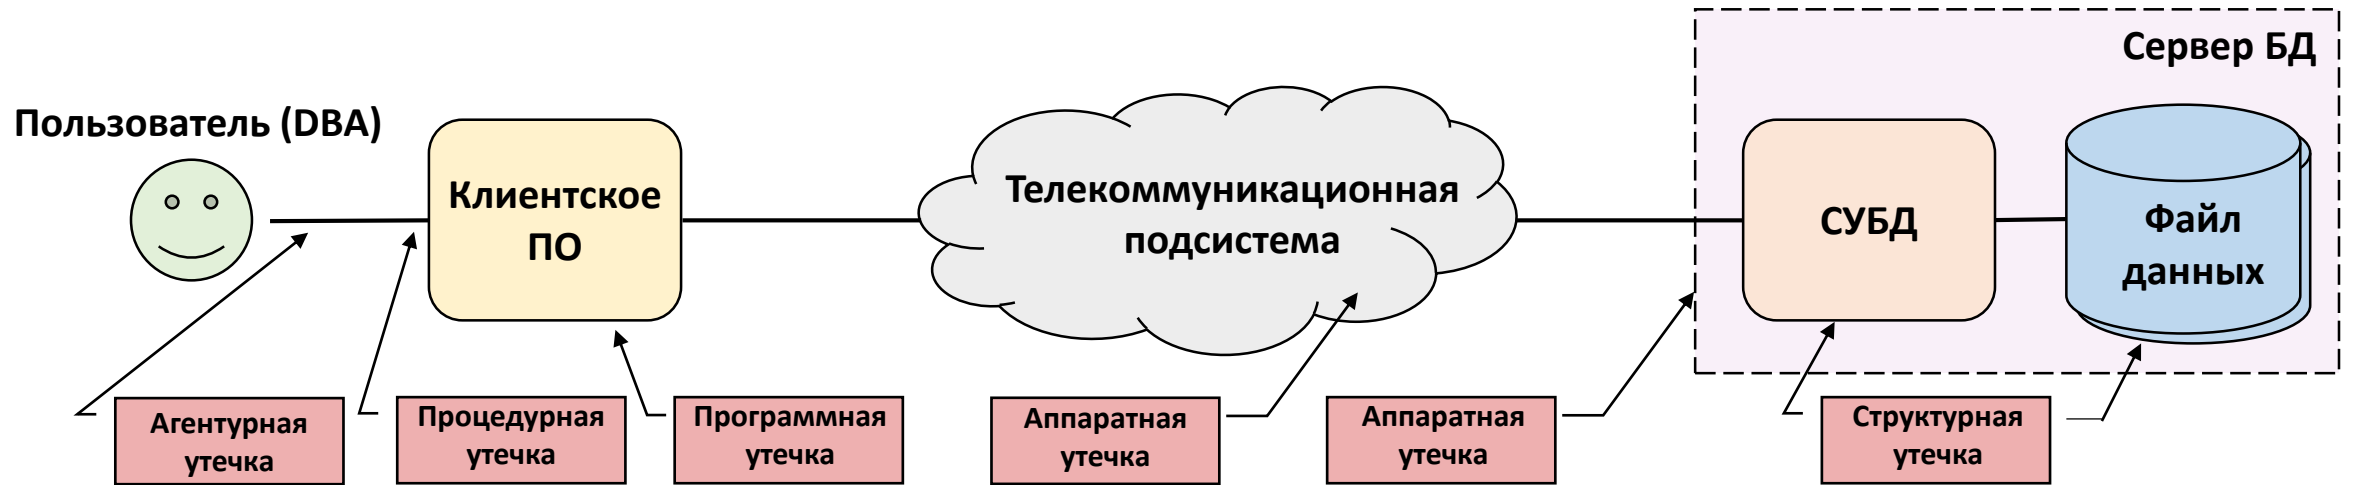 Сервер БД
Пользователь (DBA)
Клиентское
ПО
Телекоммуникационная
подсистема
СУБД
Файл
данных
Агентурная
утечка
Процедурная
утечка
Программная
утечка
Аппаратная
утечка
Аппаратная
утечка
Структурная
утечка